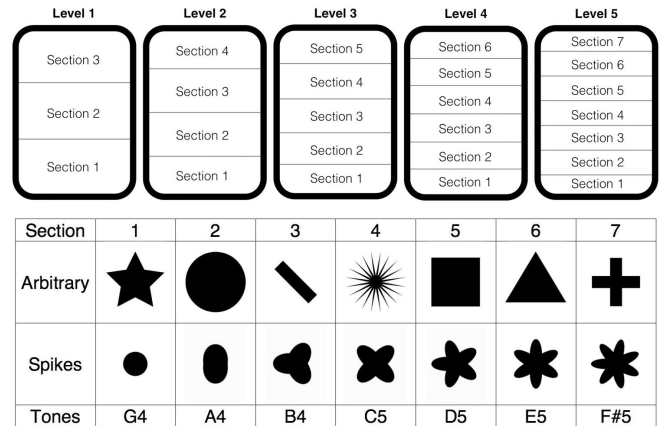 Level 1 Level 2 Level 3 Level 4 Level 5
Section 3
Section 2
Section 1
Section 4
Section 3
Section 2
Section 1
Section 5
Section 4
Section 3
Section 2
Section 1
Section 6
Section 5
Section 4
Section 3
Section 2
Section 1
Section 7
Section 6
Section 5
Section 4
Section 3
Section 2
Section 1
Section 1 2 3 4 5 6 7
Arbitrary
Spikes
Tones G4 A4 B4 C5 D5 E5 F#5